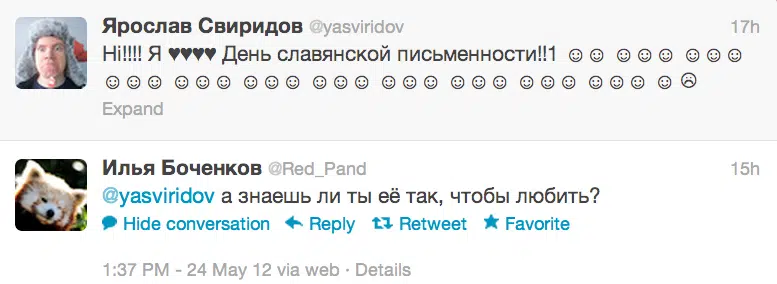 Ярослав Свиридов @yasviridov 17h
Hi!!!! Я ♥♥♥♥ День славянской письменности!!1 ☺☺ ☺☺☺ ☺☺☺
☺☺☺ ☺☺☺ ☺☺☺ ☺☺☺ ☺☺☺ ☺☺☺ ☺☺☺ ☺☺☺ ☺☹
Expand
Илья Боченков @Red_Pand 15h
@yasviridov а знаешь ли ты её так, чтобы любить?
Hide conversation Reply Retweet Favorite
1:37 PM - 24 May 12 via web · Details